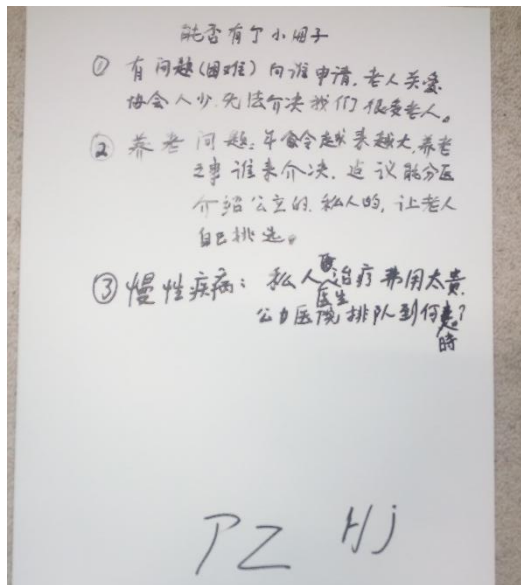 能否有个小册子
① 有问题(困难)向谁申请,老人关爱
协会人少无法介决我们很多老人。
② 养老问题:年龄越来越大,养老
之事谁来介决,建议能分区
介绍公立的,私人的,让老人
自己挑选。
③ 慢性疾病:私人医生治疗费用太贵,
公办医院排队到何時?
PZ Hj